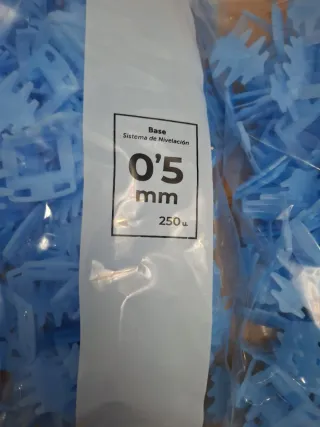 Base
Sistema de Nivelación
0'5
mm
250 u.